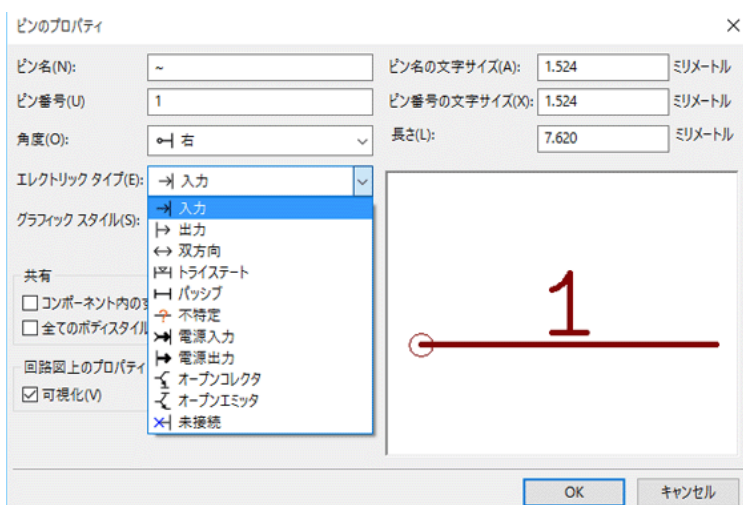 ピンのプロパティ
ピン名(N): ~ ピン名の文字サイズ(A): 1.524 ミリメートル
ピン番号(U) 1 ピン番号の文字サイズ(X): 1.524 ミリメートル
角度(O): 右 長さ(L): 7.620 ミリメートル
エレクトリック タイプ(E): 入力
グラフィック スタイル(S):
入力
出力
双方向
トライステート
パッシブ
不特定
電源入力
電源出力
オープンコレクタ
オープンエミッタ
未接続
共有
コンポーネント内の
全てのボディスタイル
回路図上のプロパティ
可視化(V)
1
OK キャンセル